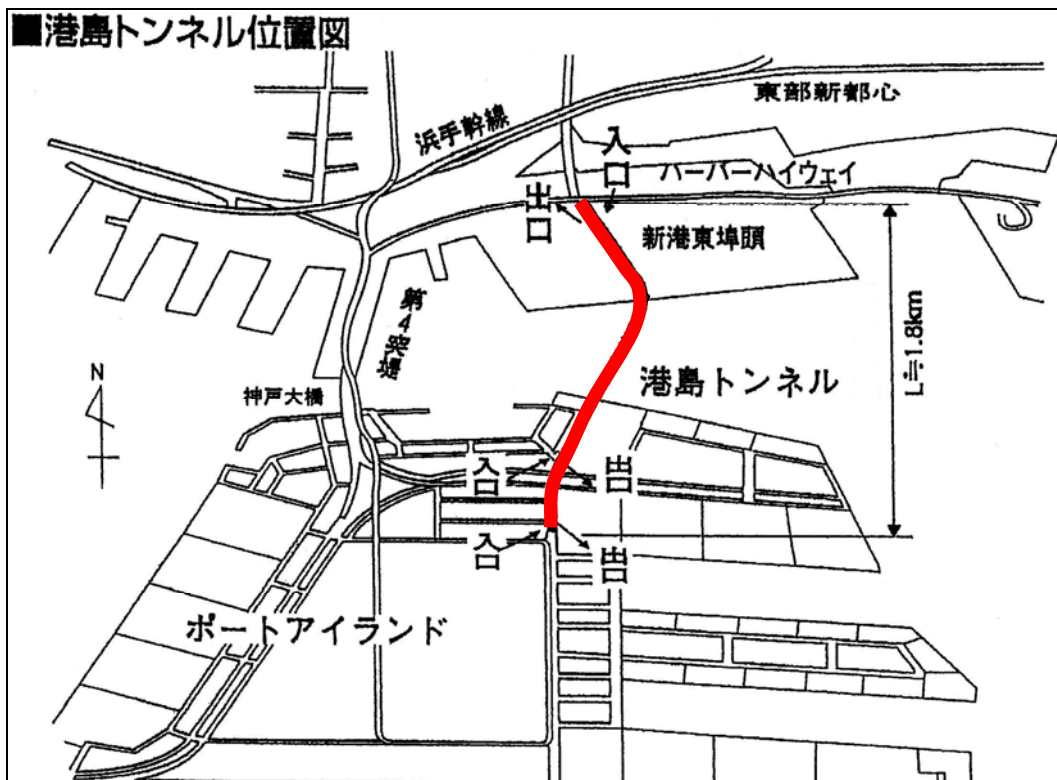 ■港島トンネル位置図
東部新都心
浜手幹線
入口
ハーバーハイウェイ
出口
新港東埠頭
第4突堤
L≒1.8km
N
港島トンネル
神戸大橋
入口
出口
入口
出口
ポートアイランド